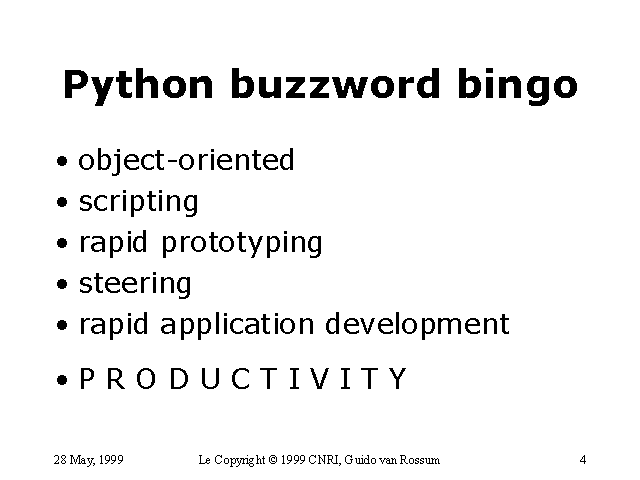 Python buzzword bingo
• object-oriented
• scripting
• rapid prototyping
• steering
• rapid application development
• P R O D U C T I V I T Y
28 May, 1999 Le Copyright © 1999 CNRI, Guido van Rossum 4